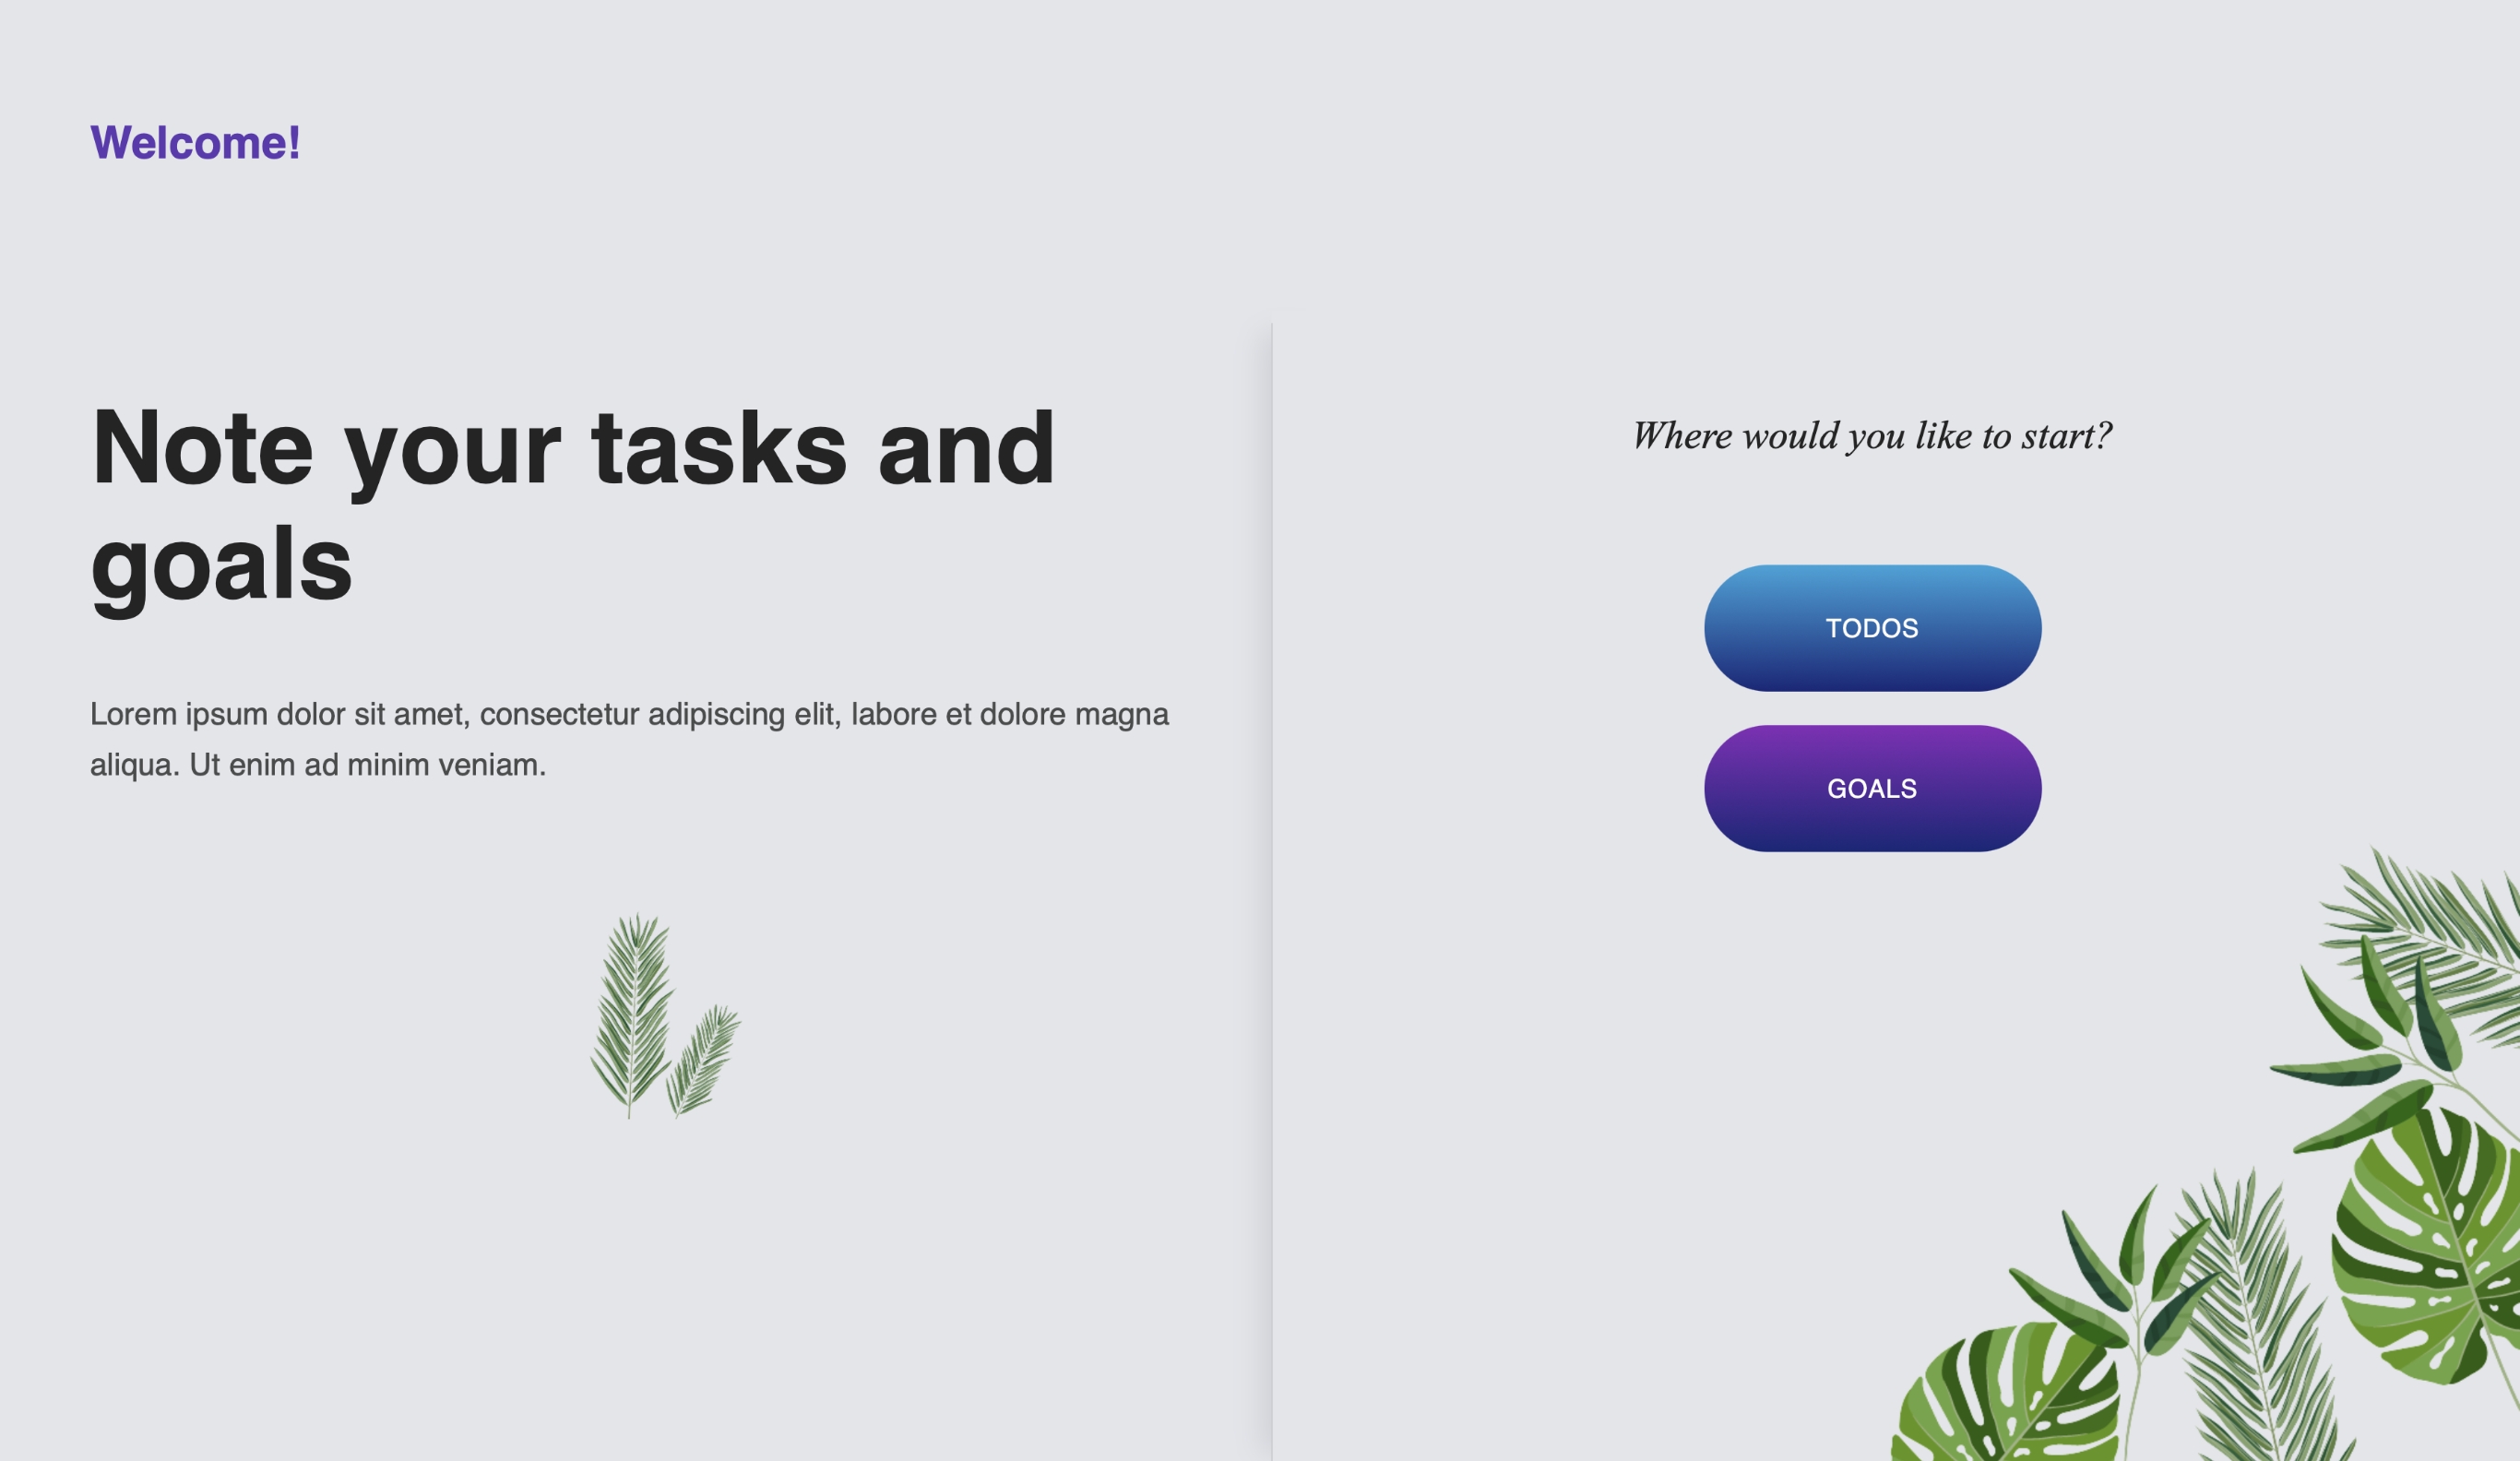 Welcome!
Note your tasks and
goals
Lorem ipsum dolor sit amet, consectetur adipiscing elit, labore et dolore magna
aliqua. Ut enim ad minim veniam.
Where would you like to start?
TODOS
GOALS